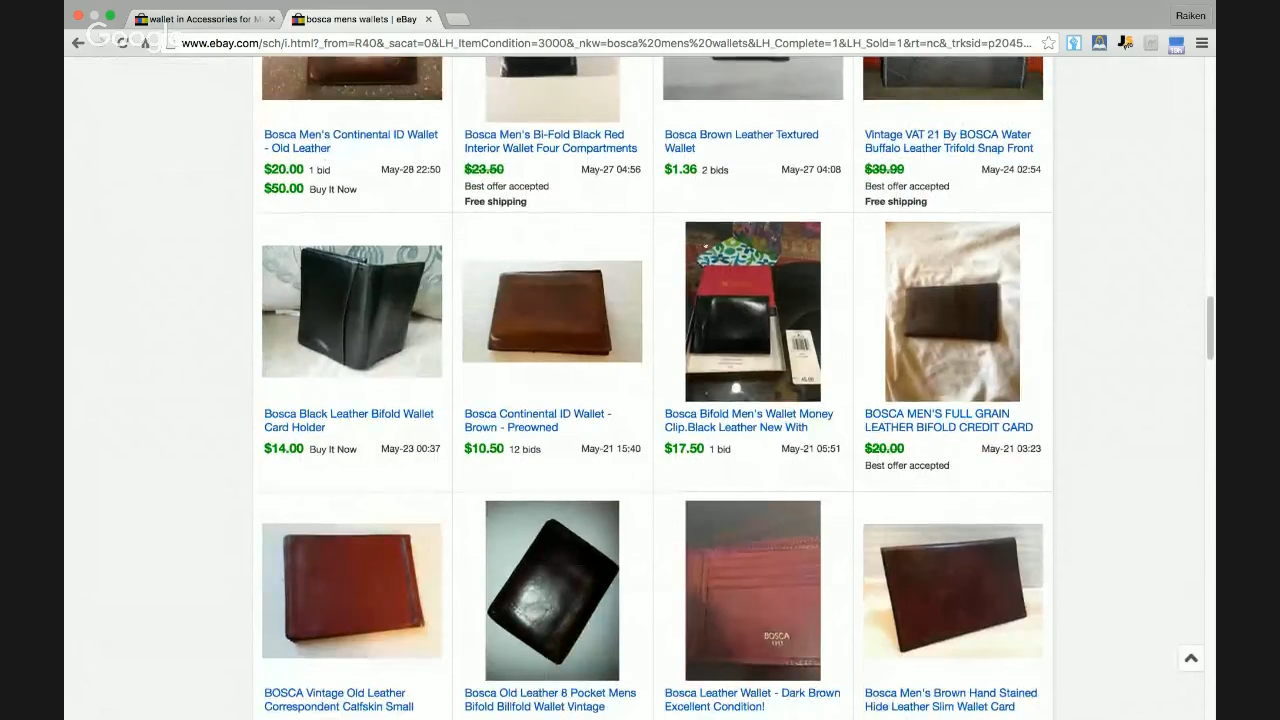 wallet in Accessories for M
bosca mens wallets | eBay
Raiken
Google
www.ebay.com/sch/i.html?_from=R40&_sacat=0&LH_ItemCondition=3000&_nkw=bosca%20mens%20wallets&LH_Complete=1&LH_Sold=1&rt=nc&_trksid=p2045...
Bosca Men's Continental ID Wallet
- Old Leather
$20.00 1 bid May-28 22:50
$50.00 Buy It Now
Bosca Men's Bi-Fold Black Red
Interior Wallet Four Compartments
$23.50 May-27 04:56
Best offer accepted
Free shipping
Bosca Brown Leather Textured
Wallet
$1.36 2 bids May-27 04:08
Vintage VAT 21 By BOSCA Water
Buffalo Leather Trifold Snap Front
$39.99 May-24 02:54
Best offer accepted
Free shipping
Bosca Black Leather Bifold Wallet
Card Holder
$14.00 Buy It Now May-23 00:37
Bosca Continental ID Wallet -
Brown - Preowned
$10.50 12 bids May-21 15:40
Bosca Bifold Men's Wallet Money
Clip.Black Leather New With
$17.50 1 bid May-21 05:51
BOSCA MEN'S FULL GRAIN
LEATHER BIFOLD CREDIT CARD
$20.00 May-21 03:23
Best offer accepted
BOSCA Vintage Old Leather
Correspondent Calfskin Small
Bosca Old Leather 8 Pocket Mens
Bifold Billfold Wallet Vintage
BOSCA
1911
Bosca Leather Wallet - Dark Brown
Excellent Condition!
Bosca Men's Brown Hand Stained
Hide Leather Slim Wallet Card